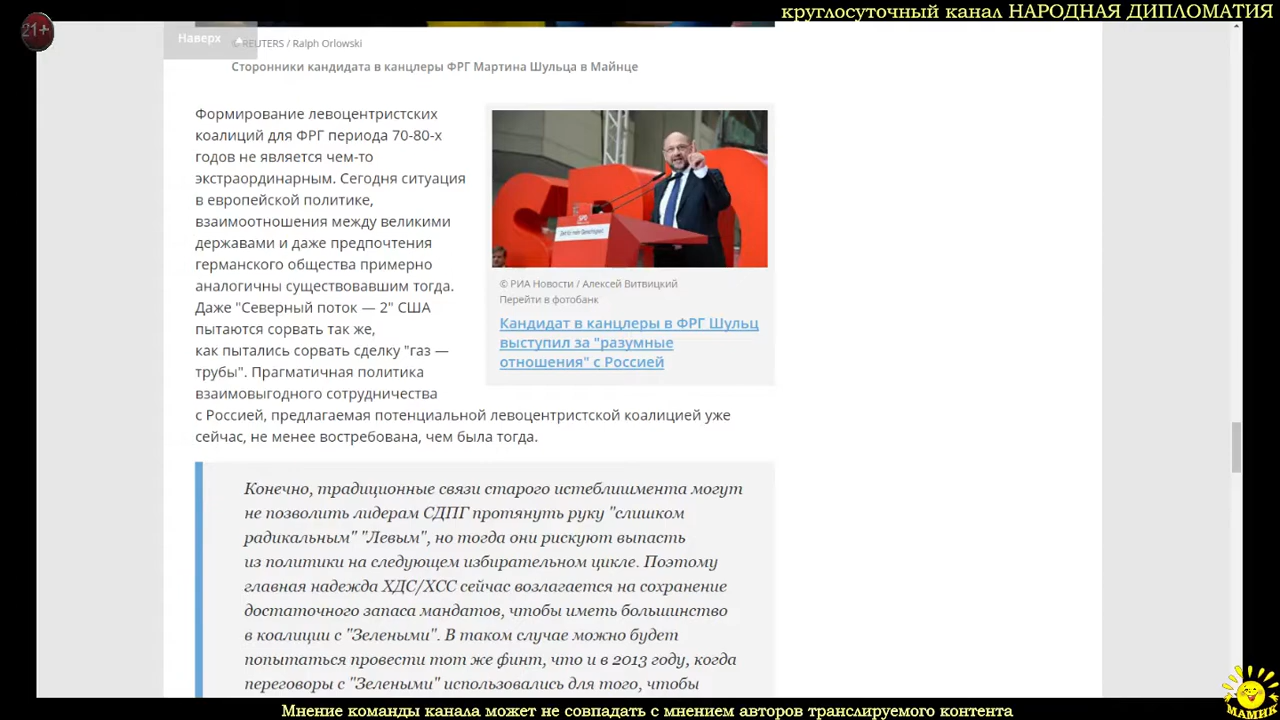 круглосуточный канал НАРОДНАЯ ДИПЛОМАТИЯ
21+
Наверх
© REUTERS / Ralph Orlowski
Сторонники кандидата в канцлеры ФРГ Мартина Шульца в Майнце
Формирование левоцентристских
коалиций для ФРГ периода 70-80-х
годов не является чем-то
экстраординарным. Сегодня ситуация
в европейской политике,
взаимоотношения между великими
державами и даже предпочтения
германского общества примерно
аналогичны существовавшим тогда.
Даже "Северный поток — 2" США
пытаются сорвать так же,
как пытались сорвать сделку "газ —
трубы". Прагматичная политика
взаимовыгодного сотрудничества
с Россией, предлагаемая потенциальной левоцентристской коалицией уже
сейчас, не менее востребована, чем была тогда.
SPD
© РИА Новости / Алексей Витвицкий
Перейти в фотобанк
Кандидат в канцлеры в ФРГ Шульц
выступил за "разумные
отношения" с Россией
Конечно, традиционные связи старого истеблишмента могут
не позволить лидерам СДПГ протянуть руку "слишком
радикальным" "Левым", но тогда они рискуют выпасть
из политики на следующем избирательном цикле. Поэтому
главная надежда ХДС/ХСС сейчас возлагается на сохранение
достаточного запаса мандатов, чтобы иметь большинство
в коалиции с "Зелеными". В таком случае можно будет
попытаться провести тот же финт, что и в 2013 году, когда
переговоры с "Зелеными" использовались для того, чтобы
МАМИК
Мнение команды канала может не совпадать с мнением авторов транслируемого контента